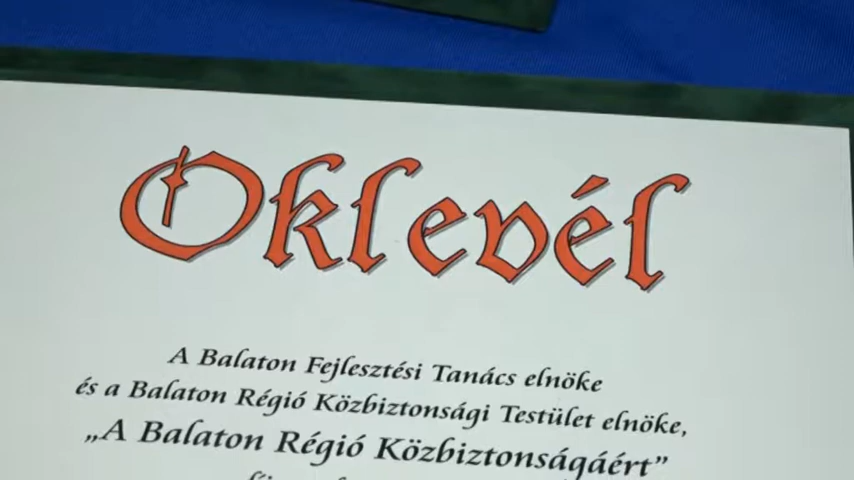 Oklevél
A Balaton Fejlesztési Tanács elnöke
és a Balaton Régió Közbiztonsági Testület elnöke,
„A Balaton Régió Közbiztonságáért”